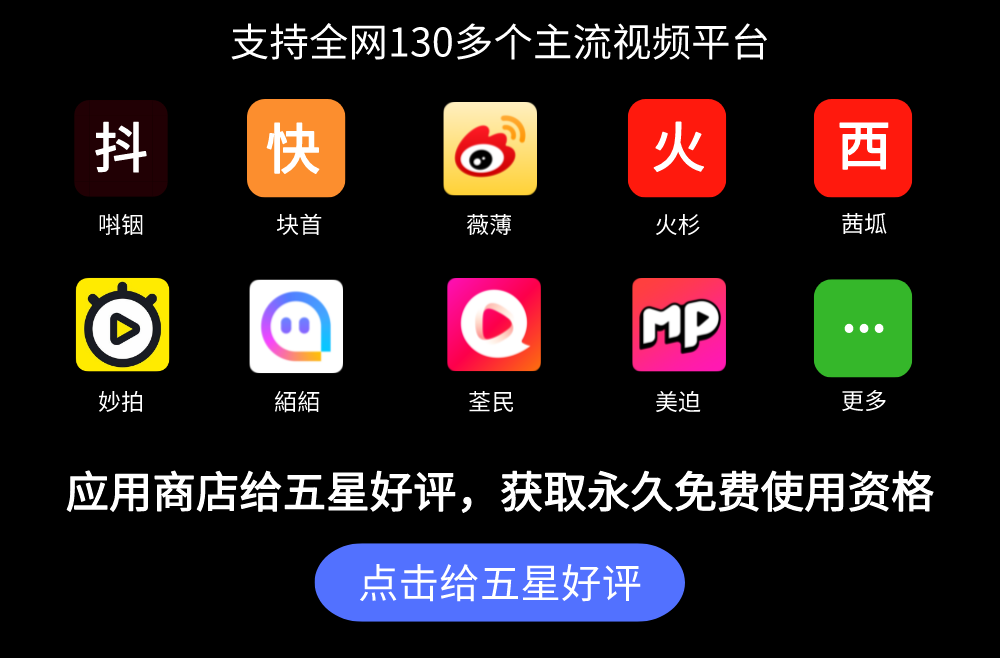 支持全网130多个主流视频平台
抖 快 火 西
㖣铟 块首 薇薄 火杉 茜坬
MP
妙拍 絔絔 荃民 美迫 更多
应用商店给五星好评，获取永久免费使用资格
点击给五星好评